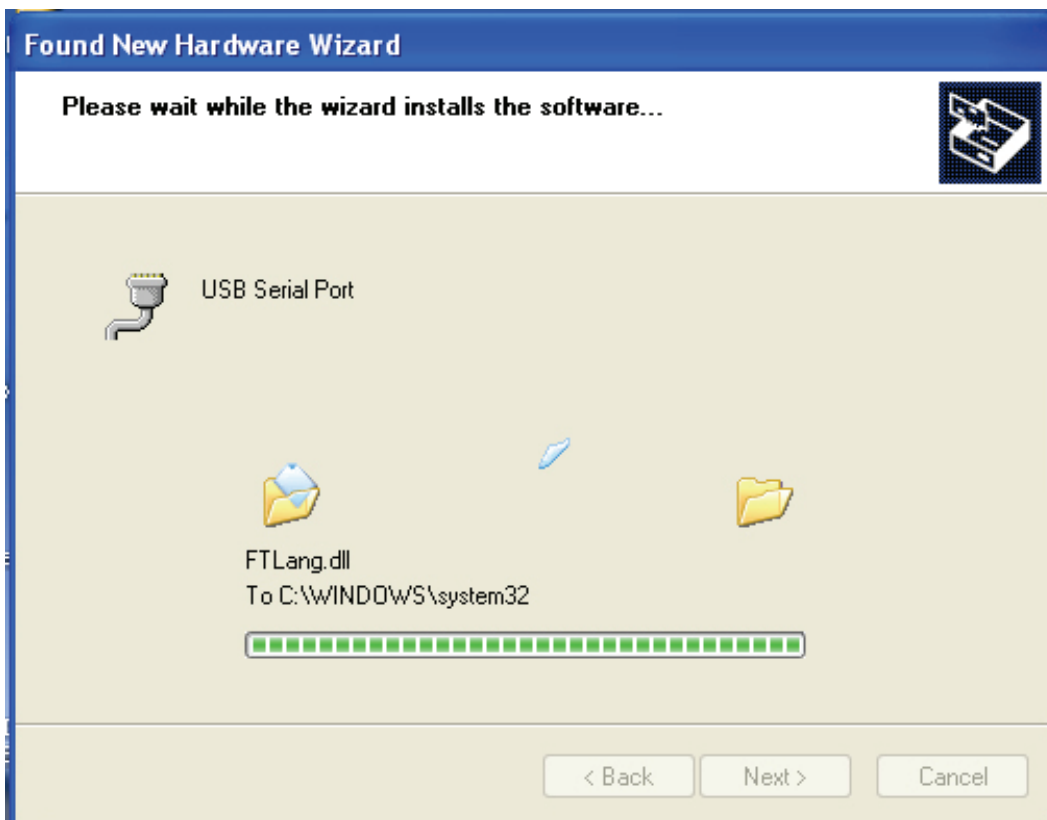 Found New Hardware Wizard
Please wait while the wizard installs the software...
USB Serial Port
FTLang.dll
To C:\WINDOWS\system32
< Back
Next >
Cancel